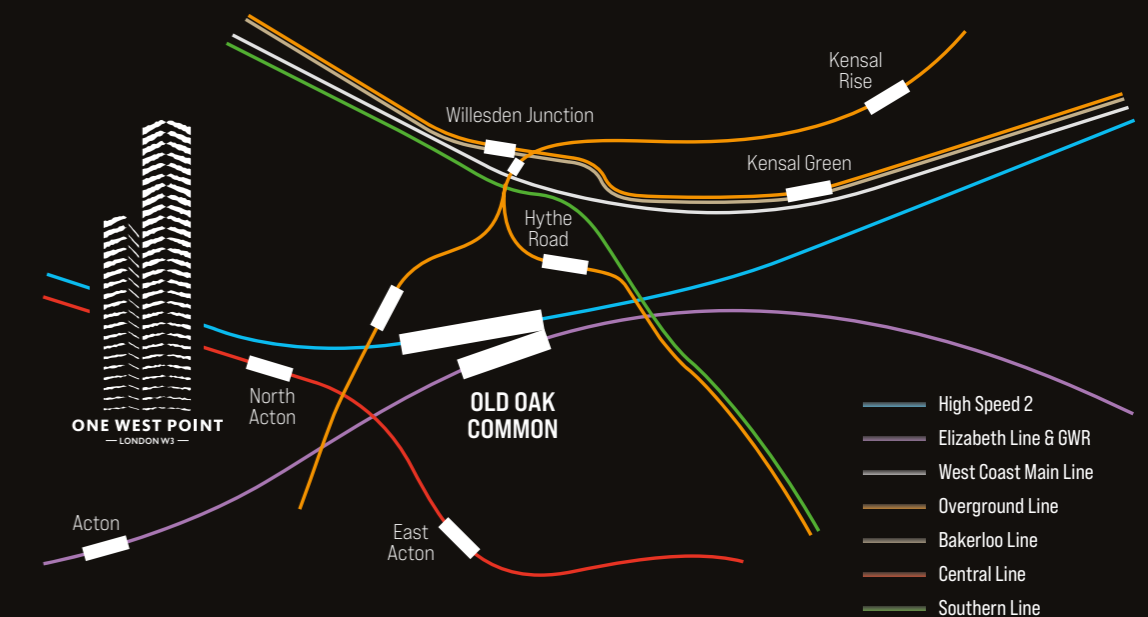 Kensal
Rise
Willesden Junction
Kensal Green
Hythe
Road
North
Acton
OLD OAK
COMMON
ONE WEST POINT
LONDON W3
Acton
East
Acton
High Speed 2
Elizabeth Line & GWR
West Coast Main Line
Overground Line
Bakerloo Line
Central Line
Southern Line